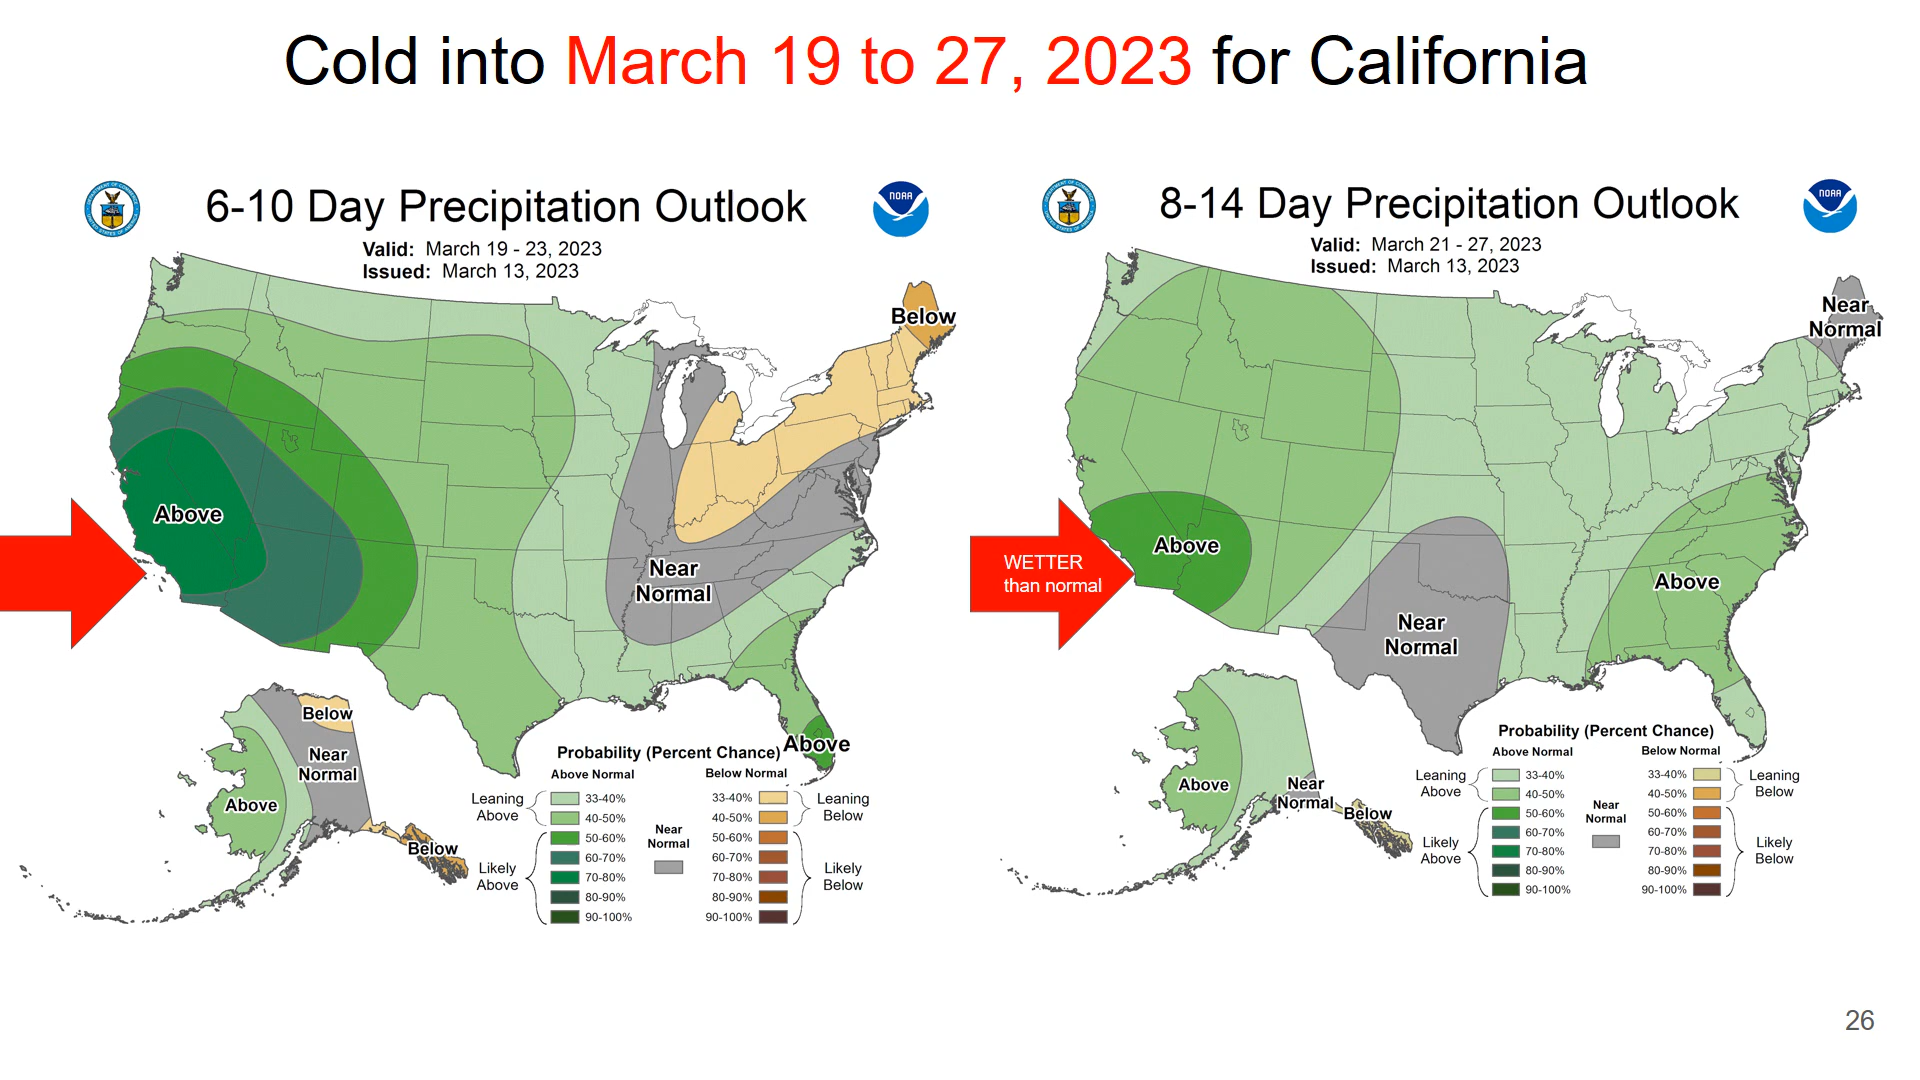 Cold into March 19 to 27, 2023 for California
6-10 Day Precipitation Outlook
NOAA
Valid: March 19 - 23, 2023
Issued: March 13, 2023
Below
Above
Near
Normal
Below
Near
Normal
Above
Below
Above
Probability (Percent Chance)
Above Normal
Below Normal
Leaning
Above
33-40%
40-50%
50-60%
60-70%
70-80%
80-90%
90-100%
Likely
Above
Near
Normal
33-40%
40-50%
50-60%
60-70%
70-80%
80-90%
90-100%
Leaning
Below
Likely
Below
8-14 Day Precipitation Outlook
NOAA
Valid: March 21 - 27, 2023
Issued: March 13, 2023
Near
Normal
WETTER
than normal
Above
Above
Near
Normal
Above
Near
Normal
Below
Probability (Percent Chance)
Above Normal
Below Normal
Leaning
Above
33-40%
40-50%
50-60%
60-70%
70-80%
80-90%
90-100%
Likely
Above
Near
Normal
33-40%
40-50%
50-60%
60-70%
70-80%
80-90%
90-100%
Leaning
Below
Likely
Below
26